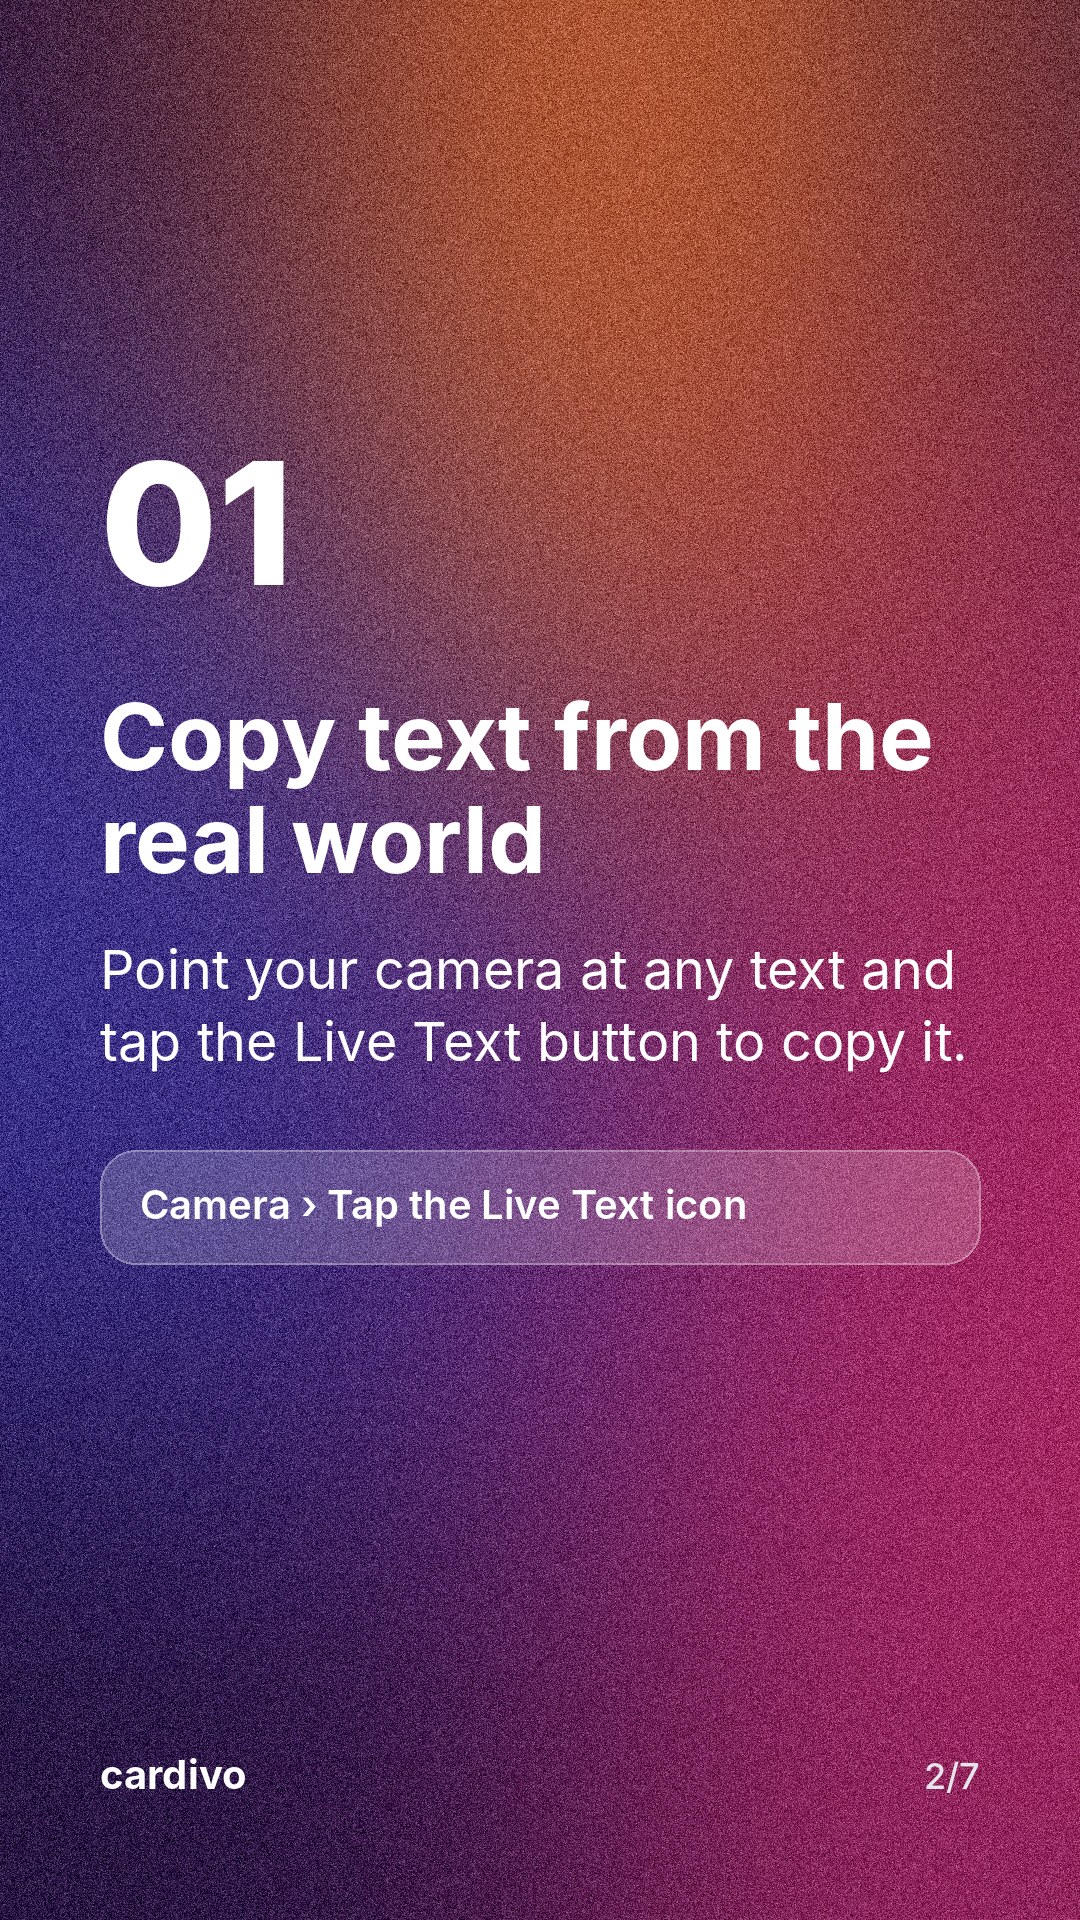 01
Copy text from the
real world
Point your camera at any text and
tap the Live Text button to copy it.
Camera › Tap the Live Text icon
cardivo
2/7